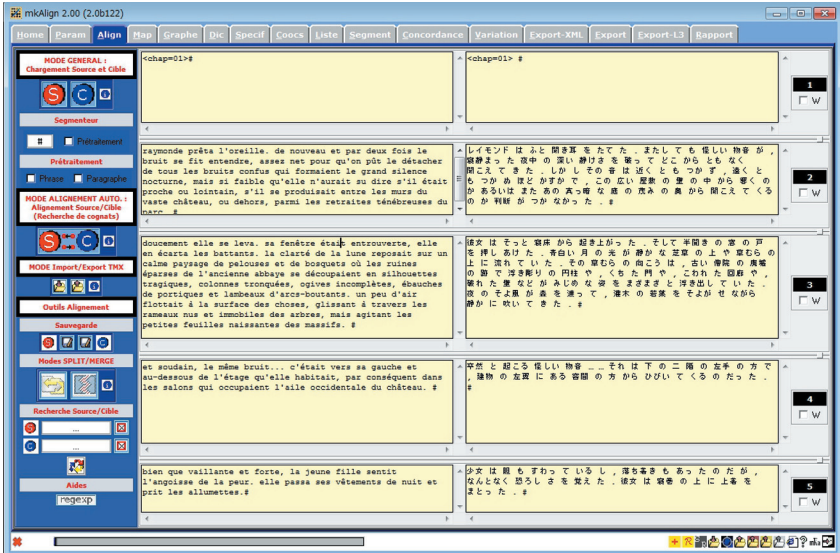 mkAlign 2.00 (2.0b122)
Home Param Align Map Graphe Dic Specif Coocs Liste Segment Concordance Variation Export-XML Export Export-L3 Rapport
MODE GENERAL :
Chargement Source et Cible
S C
Segmenteur
# Prétraitement
Prétraitement
Phrase Paragraphe
MODE ALIGNEMENT AUTO. :
Alignement Source/Cible
(Recherche de cognats)
S C
MODE Import/Export TMX
Outils Alignement
Sauvegarde
S C
Modes SPLIT/MERGE
Recherche Source/Cible
S ...
C ...
Aides
regexp
<chap=01>#
<chap=01> #
1
W
raymonde prêta l'oreille. de nouveau et par deux fois le
bruit se fit entendre, assez net pour qu'on pût le détacher
de tous les bruits confus qui formaient le grand silence
nocturne, mais si faible qu'elle n'aurait su dire s'il était
proche ou lointain, s'il se produisait entre les murs du
vaste château, ou dehors, parmi les retraites ténébreuses du
parc. #
レイモンド は ふと 聞き耳 を たて た . またし て も 怪しい 物音 が ,
寝静まっ た 夜中 の 深い 静けさ を 破っ て どこ から とも なく
聞こえ て き た . しかし その 音 は 近く と も つか ず , 遠く と
も つか ぬ ほど かすか で , この 広い 屋敷 の 壁 の 中 から 響く の
か あるいは また あの 真っ暗 な 庭 の 茂み の 奥 から 聞こえ て くる
の か 判断 が つか なかっ た . #
2
W
doucement elle se leva. sa fenêtre était entrouverte, elle
en écarta les battants. la clarté de la lune reposait sur un
calme paysage de pelouses et de bosquets où les ruines
éparses de l'ancienne abbaye se découpaient en silhouettes
tragiques, colonnes tronquées, ogives incomplètes, ébauches
de portiques et lambeaux d'arcs-boutants. un peu d'air
flottait à la surface des choses, glissant à travers les
rameaux nus et immobiles des arbres, mais agitant les
petites feuilles naissantes des massifs. #
彼女 は そっと 寝床 から 起き上がっ た . そして 半開き の 窓 の 戸
を 押しあけ た . 青白い 月 の 光 が 静か な 芝草 の 上 や 草むら の
上 に 流れ て い た . その 草むら の 向こう は , 古い 僧院 の 廃墟
の 跡 で 浮き彫り の 円柱 や , くち た 門 や , こわれ た 回廊 や ,
破れ た 壁 など が みじめ な 姿 を まざまざ と 浮き出し て い た .
夜 の そよ風 が 森 を 渡っ て , 灌木 の 若葉 を そよが せ ながら
静か に 吹い て き た . #
3
W
et soudain, le même bruit... c'était vers sa gauche et
au-dessous de l'étage qu'elle habitait, par conséquent dans
les salons qui occupaient l'aile occidentale du château. #
卒然 と 起こる 怪しい 物音 ... それ は 下 の 二 階 の 左手 の 方 で
, 建物 の 左翼 に ある 客間 の 方 から ひびい て くる の だっ た .
#
4
W
bien que vaillante et forte, la jeune fille sentit
l'angoisse de la peur. elle passa ses vêtements de nuit et
prit les allumettes.#
少女 は 眼 も すわっ て いる し , 落ち着き も あっ た の だ が ,
なんとなく 恐ろし さ を 覚え た . 彼女 は 寝巻 の 上 に 上着 を
まとっ た . #
5
W